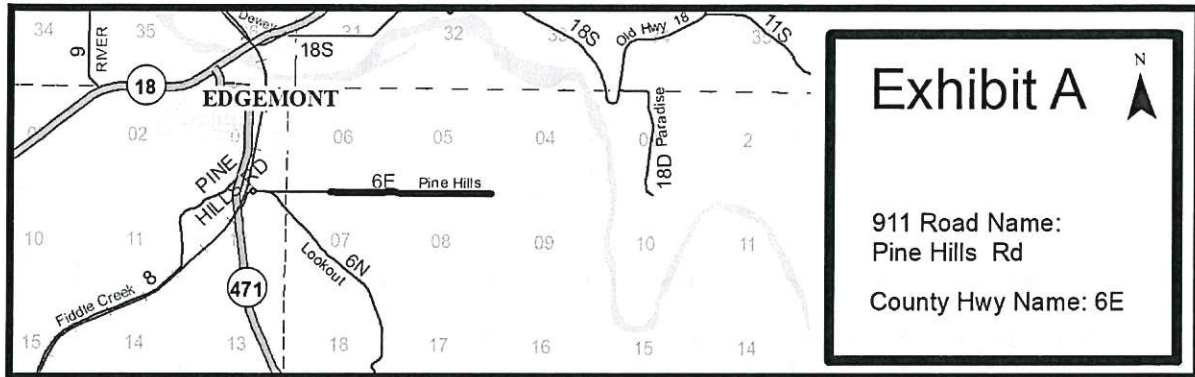 34
35
31
32
33
35
9
RIVER
Dewey
18S
18S
Old Hwy 18
11S
18
EDGEMONT
02
06
05
04
2
18D Paradise
PINE
HILL RD
6E Pine Hills
10
11
07
08
09
10
11
Lookout
6N
Fiddle Creek 8
471
15
14
13
18
17
16
15
14
Exhibit A
N
911 Road Name:
Pine Hills Rd
County Hwy Name: 6E